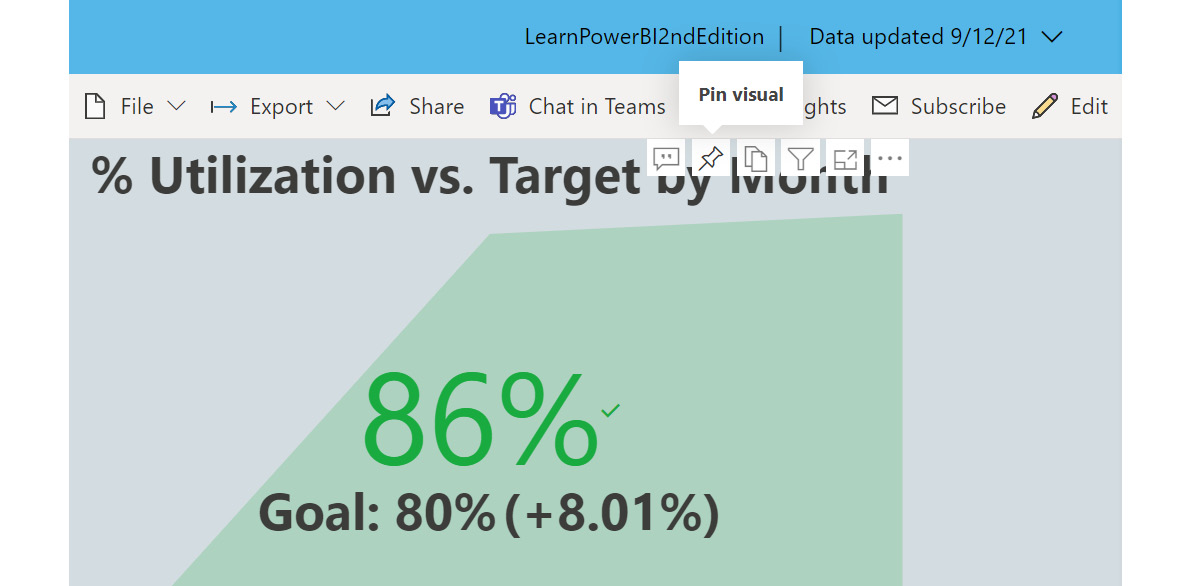 LearnPowerBI2ndEdition | Data updated 9/12/21
Pin visual
File Export Share Chat in Teams ghts Subscribe Edit
% Utilization vs. Target by Month
86%
Goal: 80% (+8.01%)